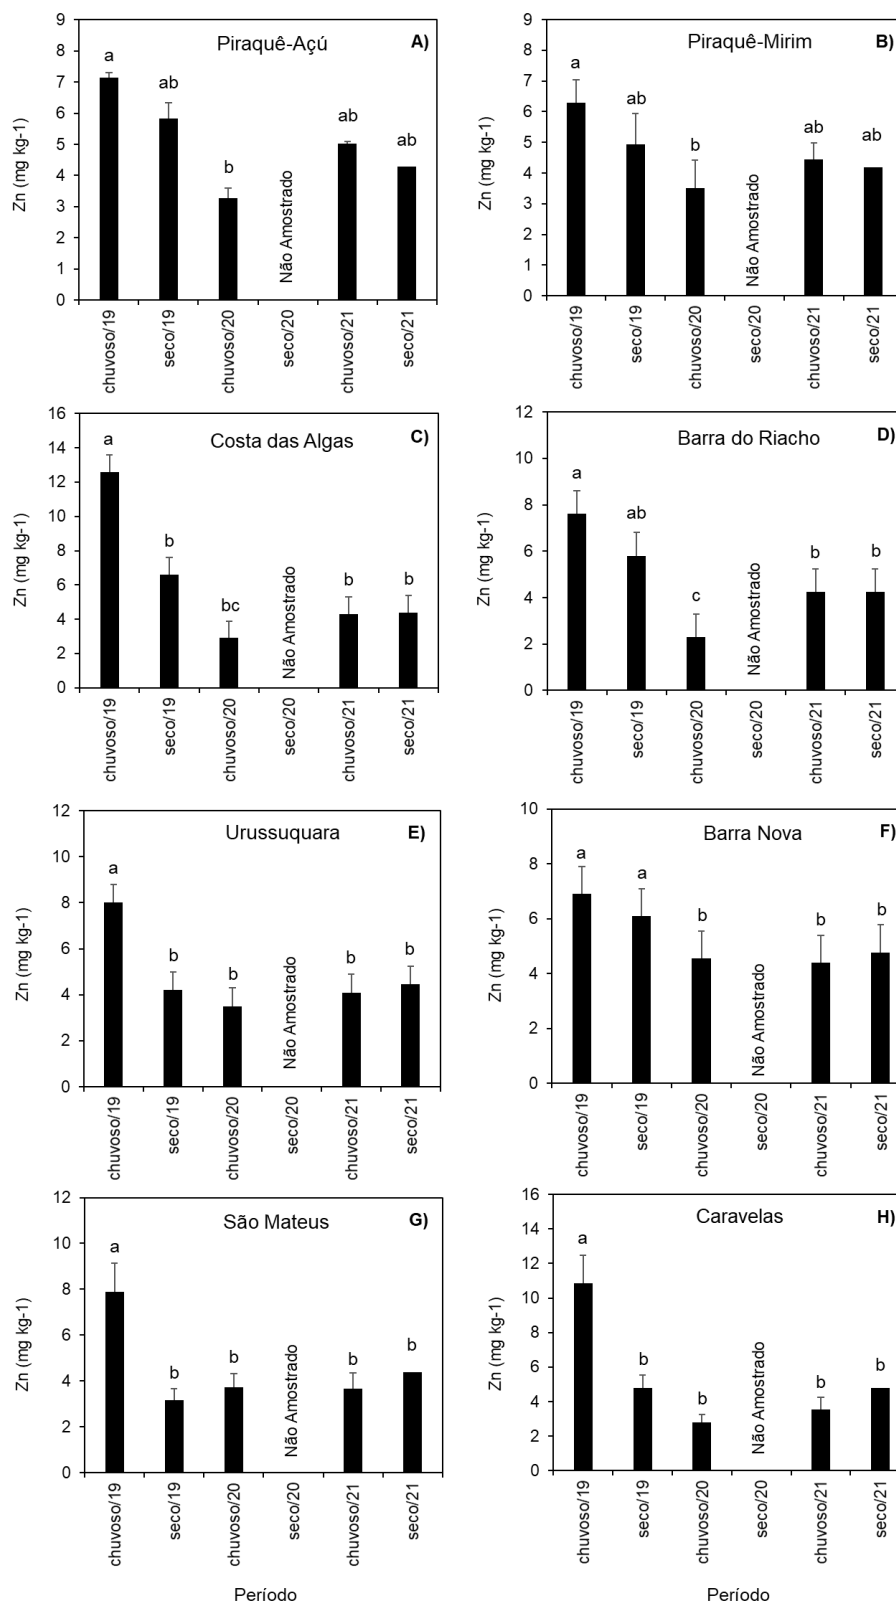 Piraquê-Açú A)
Zn (mg kg-1)
9
8
7
6
5
4
3
2
1
0
a
ab
b
Não Amostrado
ab
ab
chuvoso/19
seco/19
chuvoso/20
seco/20
chuvoso/21
seco/21
Piraquê-Mirim B)
Zn (mg kg-1)
9
8
7
6
5
4
3
2
1
0
a
ab
b
Não Amostrado
ab
ab
chuvoso/19
seco/19
chuvoso/20
seco/20
chuvoso/21
seco/21
Costa das Algas C)
Zn (mg kg-1)
16
14
12
10
8
6
4
2
0
a
b
bc
Não Amostrado
b
b
chuvoso/19
seco/19
chuvoso/20
seco/20
chuvoso/21
seco/21
Barra do Riacho D)
Zn (mg kg-1)
12
10
8
6
4
2
0
a
ab
c
Não Amostrado
b
b
chuvoso/19
seco/19
chuvoso/20
seco/20
chuvoso/21
seco/21
Urussuquara E)
Zn (mg kg-1)
12
10
8
6
4
2
0
a
b
b
Não Amostrado
b
b
chuvoso/19
seco/19
chuvoso/20
seco/20
chuvoso/21
seco/21
Barra Nova F)
Zn (mg kg-1)
10
8
6
4
2
0
a
a
b
Não Amostrado
b
b
chuvoso/19
seco/19
chuvoso/20
seco/20
chuvoso/21
seco/21
São Mateus G)
Zn (mg kg-1)
12
10
8
6
4
2
0
a
b
b
Não Amostrado
b
b
chuvoso/19
seco/19
chuvoso/20
seco/20
chuvoso/21
seco/21
Período
Caravelas H)
Zn (mg kg-1)
16
14
12
10
8
6
4
2
0
a
b
b
Não Amostrado
b
b
chuvoso/19
seco/19
chuvoso/20
seco/20
chuvoso/21
seco/21
Período